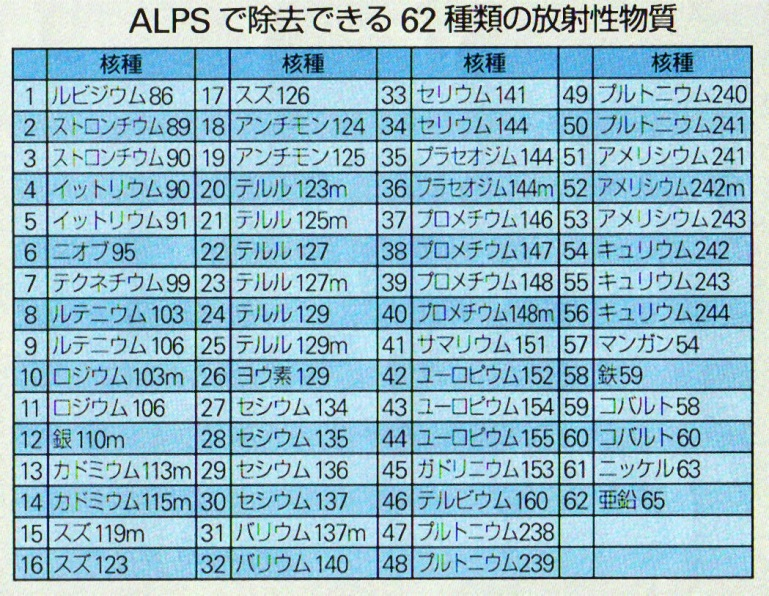 ALPSで除去できる62種類の放射性物質
核種 核種 核種 核種
1 ルビジウム86 17 スズ126 33 セリウム141 49 プルトニウム240
2 ストロンチウム89 18 アンチモン124 34 セリウム144 50 プルトニウム241
3 ストロンチウム90 19 アンチモン125 35 プラセオジム144 51 アメリシウム241
4 イットリウム90 20 テルル123m 36 プラセオジム144m 52 アメリシウム242m
5 イットリウム91 21 テルル125m 37 プロメチウム146 53 アメリシウム243
6 ニオブ95 22 テルル127 38 プロメチウム147 54 キュリウム242
7 テクネチウム99 23 テルル127m 39 プロメチウム148 55 キュリウム243
8 ルテニウム103 24 テルル129 40 プロメチウム148m 56 キュリウム244
9 ルテニウム106 25 テルル129m 41 サマリウム151 57 マンガン54
10 ロジウム103m 26 ヨウ素129 42 ユーロピウム152 58 鉄59
11 ロジウム106 27 セシウム134 43 ユーロピウム154 59 コバルト58
12 銀110m 28 セシウム135 44 ユーロピウム155 60 コバルト60
13 カドミウム113m 29 セシウム136 45 ガドリニウム153 61 ニッケル63
14 カドミウム115m 30 セシウム137 46 テルビウム160 62 亜鉛65
15 スズ119m 31 バリウム137m 47 プルトニウム238
16 スズ123 32 バリウム140 48 プルトニウム239